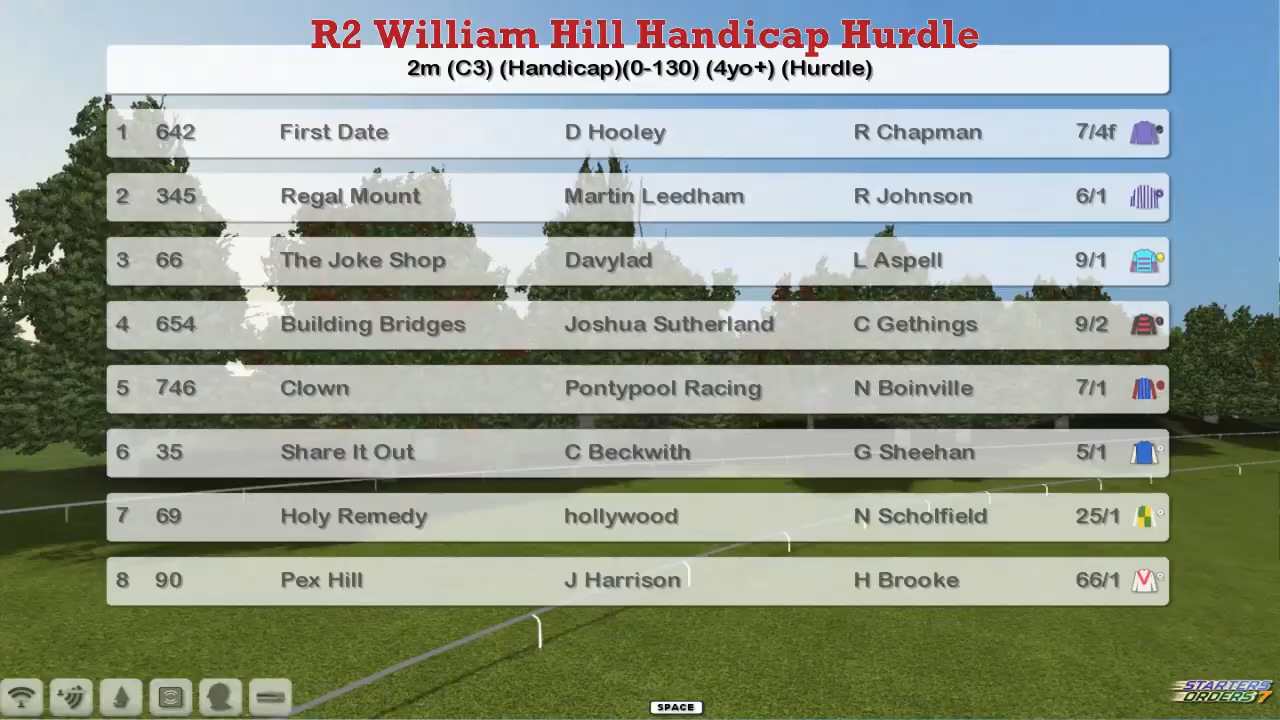 R2 William Hill Handicap Hurdle
2m (C3) (Handicap)(0-130) (4yo+) (Hurdle)
1 642 First Date D Hooley R Chapman 7/4f
2 345 Regal Mount Martin Leedham R Johnson 6/1
3 66 The Joke Shop Davylad L Aspell 9/1
4 654 Building Bridges Joshua Sutherland C Gethings 9/2
5 746 Clown Pontypool Racing N Boinville 7/1
6 35 Share It Out C Beckwith G Sheehan 5/1
7 69 Holy Remedy hollywood N Scholfield 25/1
8 90 Pex Hill J Harrison H Brooke 66/1
SPACE
STARTERS
ORDERS 7